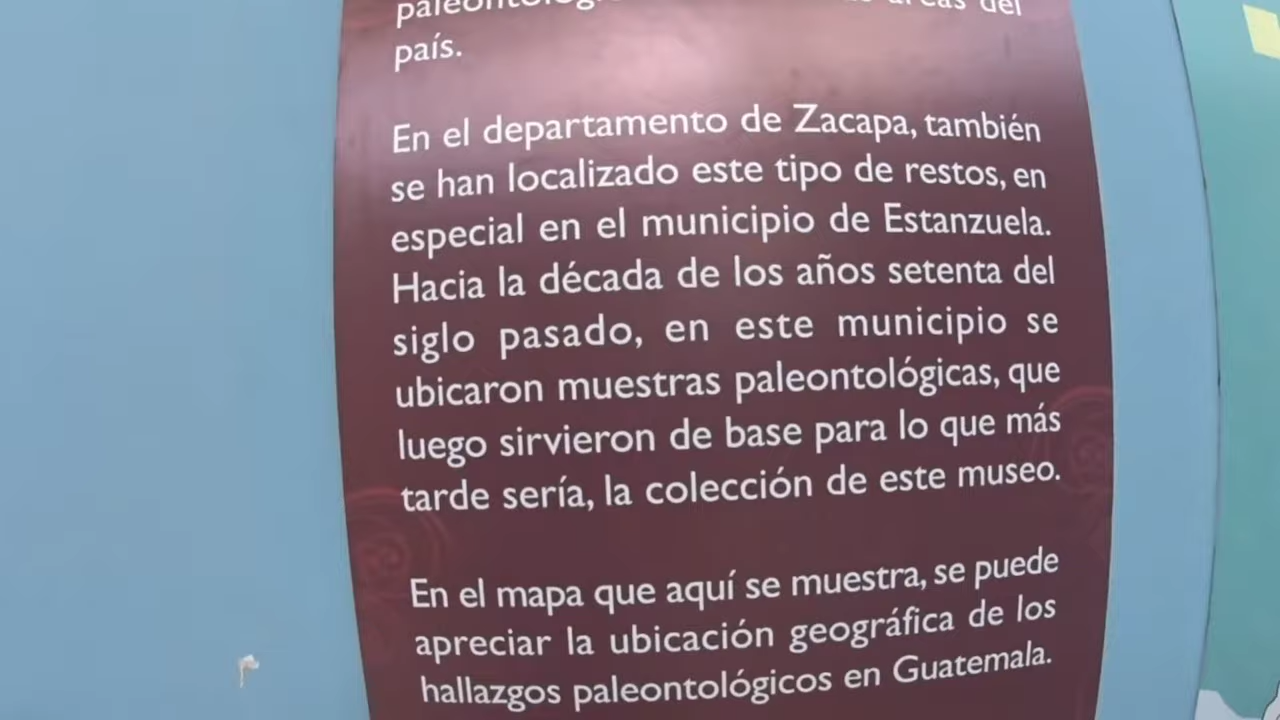 país.
En el departamento de Zacapa, también
se han localizado este tipo de restos, en
especial en el municipio de Estanzuela.
Hacia la década de los años setenta del
siglo pasado, en este municipio se
ubicaron muestras paleontológicas, que
luego sirvieron de base para lo que más
tarde sería, la colección de este museo.
En el mapa que aquí se muestra, se puede
apreciar la ubicación geográfica de los
hallazgos paleontológicos en Guatemala.